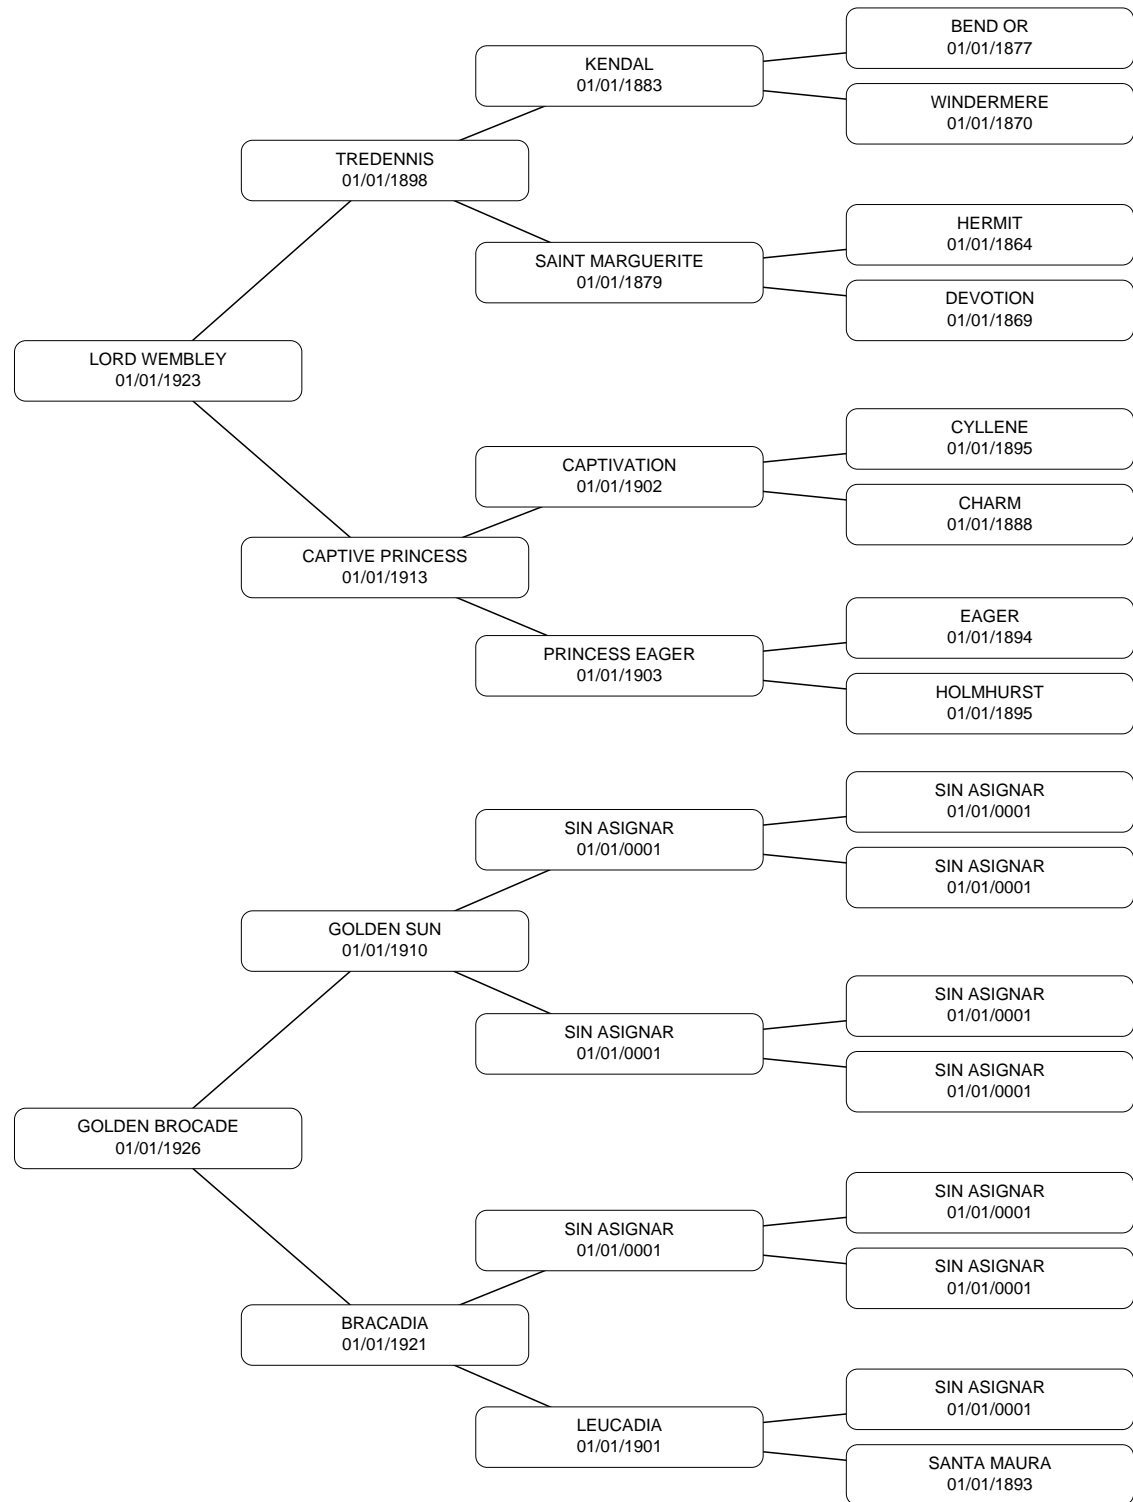 BEND OR
01/01/1877
KENDAL
01/01/1883
WINDERMERE
01/01/1870
TREDENNIS
01/01/1898
HERMIT
01/01/1864
SAINT MARGUERITE
01/01/1879
DEVOTION
01/01/1869
LORD WEMBLEY
01/01/1923
CYLLENE
01/01/1895
CAPTIVATION
01/01/1902
CHARM
01/01/1888
CAPTIVE PRINCESS
01/01/1913
EAGER
01/01/1894
PRINCESS EAGER
01/01/1903
HOLMHURST
01/01/1895
SIN ASIGNAR
01/01/0001
SIN ASIGNAR
01/01/0001
SIN ASIGNAR
01/01/0001
GOLDEN SUN
01/01/1910
SIN ASIGNAR
01/01/0001
SIN ASIGNAR
01/01/0001
SIN ASIGNAR
01/01/0001
GOLDEN BROCADE
01/01/1926
SIN ASIGNAR
01/01/0001
SIN ASIGNAR
01/01/0001
SIN ASIGNAR
01/01/0001
BRACADIA
01/01/1921
SIN ASIGNAR
01/01/0001
LEUCADIA
01/01/1901
SANTA MAURA
01/01/1893